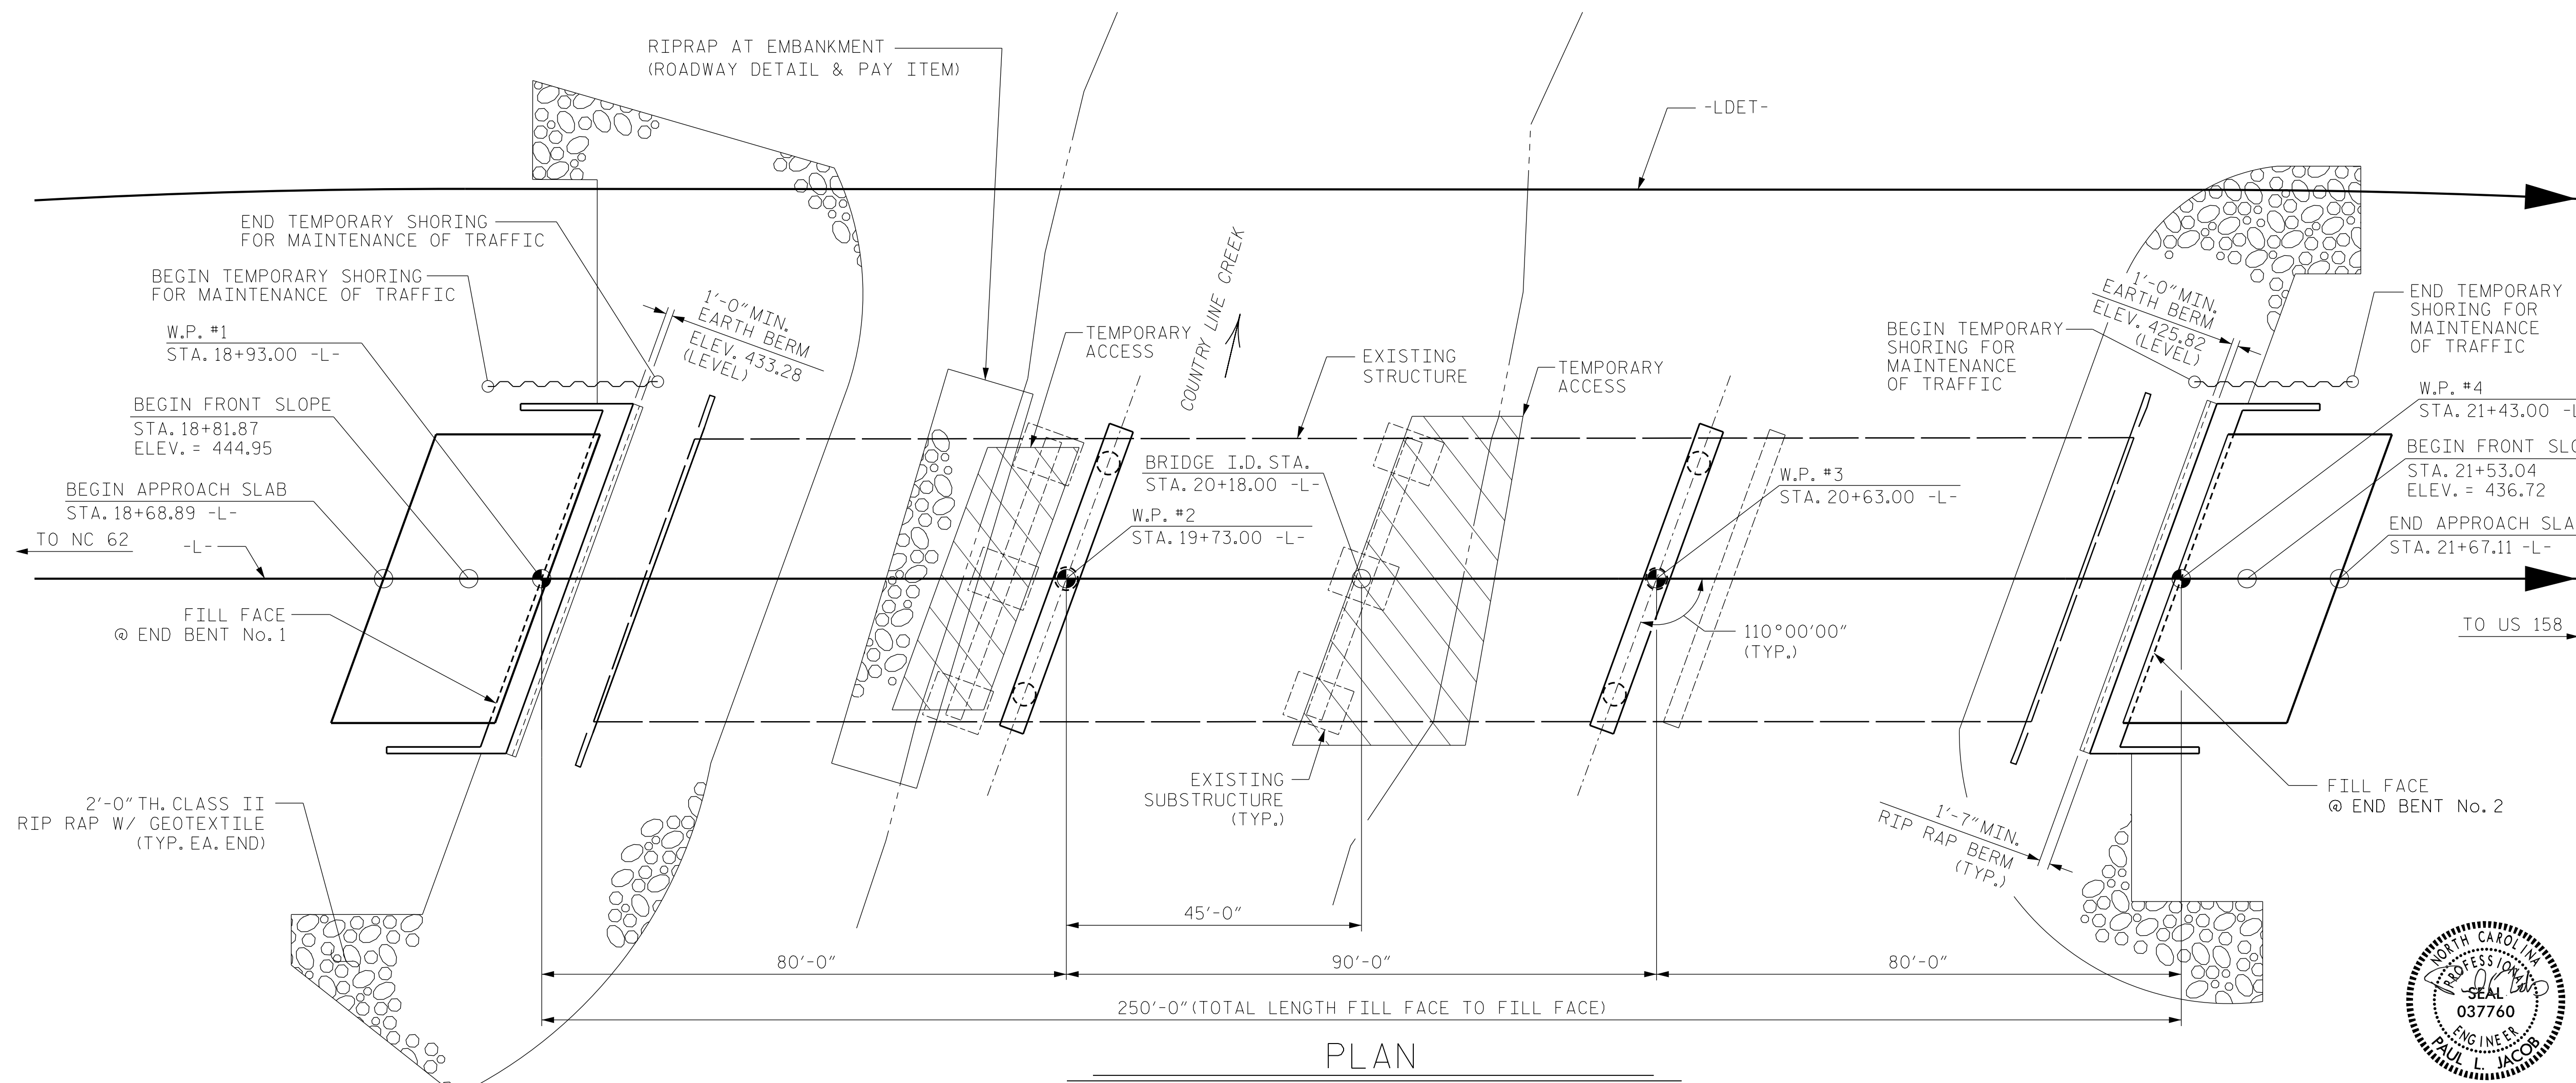 RIPRAP AT EMBANKMENT
(ROADWAY DETAIL & PAY ITEM)
-LDET-
END TEMPORARY SHORING
FOR MAINTENANCE OF TRAFFIC
BEGIN TEMPORARY SHORING
FOR MAINTENANCE OF TRAFFIC
W.P. #1
STA. 18+93.00 -L-
BEGIN FRONT SLOPE
STA. 18+81.87
ELEV. = 444.95
BEGIN APPROACH SLAB
STA. 18+68.89 -L-
TO NC 62
-L-
FILL FACE
@ END BENT No. 1
2'-0" TH. CLASS II
RIP RAP W/ GEOTEXTILE
(TYP. EA. END)
1'-0" MIN.
EARTH BERM
ELEV. 433.28
(LEVEL)
TEMPORARY
ACCESS
COUNTRY LINE CREEK
EXISTING
STRUCTURE
TEMPORARY
ACCESS
BRIDGE I.D. STA.
STA. 20+18.00 -L-
W.P. #2
STA. 19+73.00 -L-
W.P. #3
STA. 20+63.00 -L-
110°00'00"
(TYP.)
EXISTING
SUBSTRUCTURE
(TYP.)
BEGIN TEMPORARY
SHORING FOR
MAINTENANCE
OF TRAFFIC
1'-0" MIN.
EARTH BERM
ELEV. 425.82
(LEVEL)
END TEMPORARY
SHORING FOR
MAINTENANCE
OF TRAFFIC
W.P. #4
STA. 21+43.00 -L
BEGIN FRONT SLO
STA. 21+53.04
ELEV. = 436.72
END APPROACH SLA
STA. 21+67.11 -L-
TO US 158
FILL FACE
@ END BENT No. 2
1'-7" MIN.
RIP RAP BERM
(TYP.)
45'-0"
80'-0"
90'-0"
80'-0"
250'-0" (TOTAL LENGTH FILL FACE TO FILL FACE)
PLAN
NORTH CAROLINA
PROFESSIONAL
SEAL
037760
ENGINEER
PAUL L. JACOB